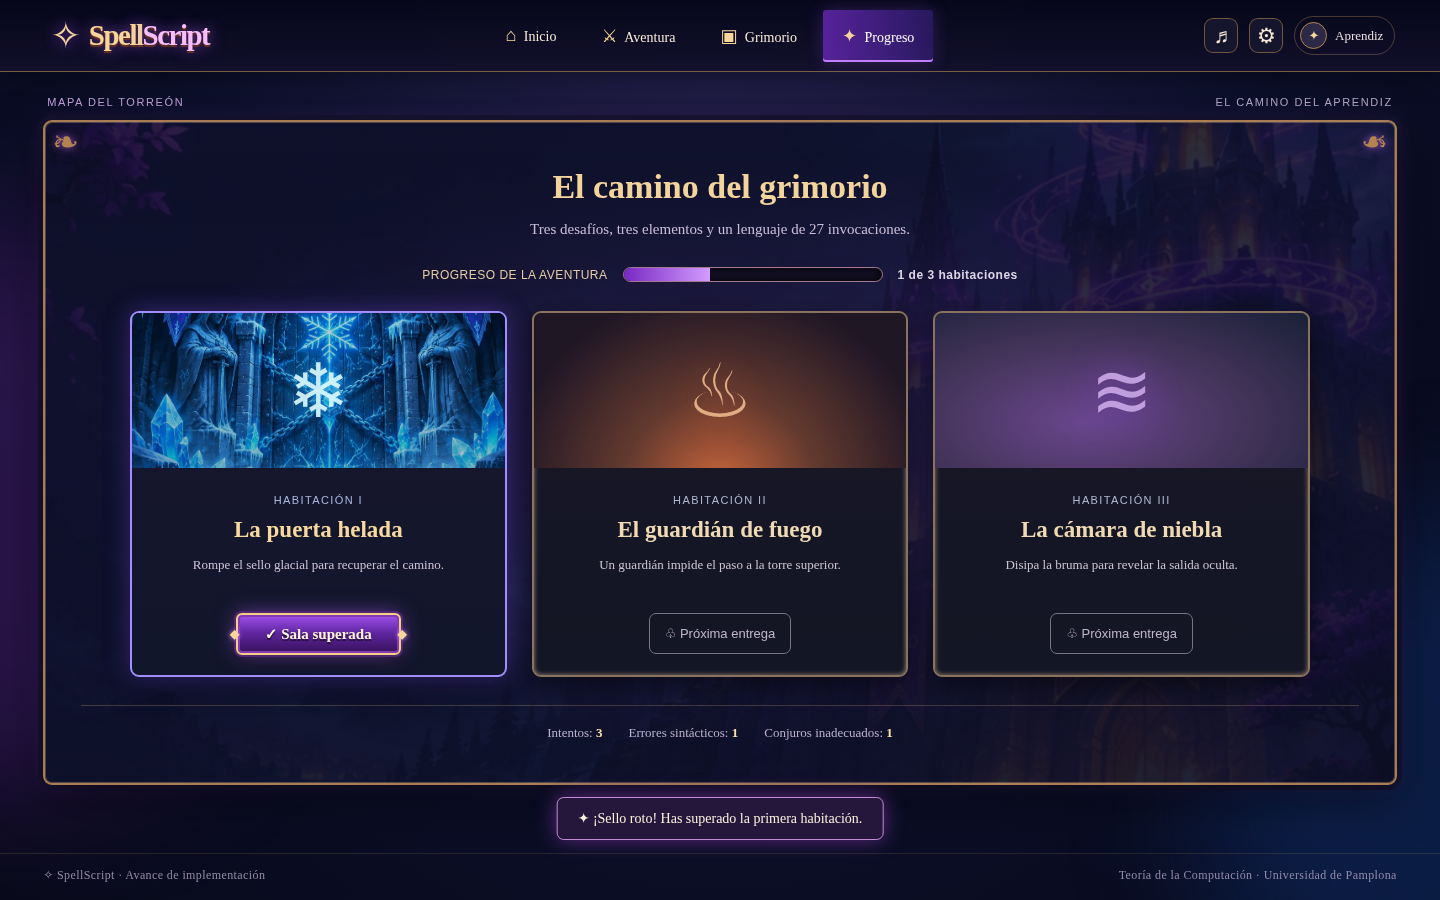 SpellScript
Inicio
Aventura
Grimorio
Progreso
Aprendiz
MAPA DEL TORREÓN
EL CAMINO DEL APRENDIZ
El camino del grimorio
Tres desafíos, tres elementos y un lenguaje de 27 invocaciones.
PROGRESO DE LA AVENTURA
1 de 3 habitaciones
HABITACIÓN I
La puerta helada
Rompe el sello glacial para recuperar el camino.
✓ Sala superada
HABITACIÓN II
El guardián de fuego
Un guardián impide el paso a la torre superior.
♧ Próxima entrega
HABITACIÓN III
La cámara de niebla
Disipa la bruma para revelar la salida oculta.
♧ Próxima entrega
Intentos: 3 Errores sintácticos: 1 Conjuros inadecuados: 1
✦ ¡Sello roto! Has superado la primera habitación.
✧ SpellScript · Avance de implementación
Teoría de la Computación · Universidad de Pamplona